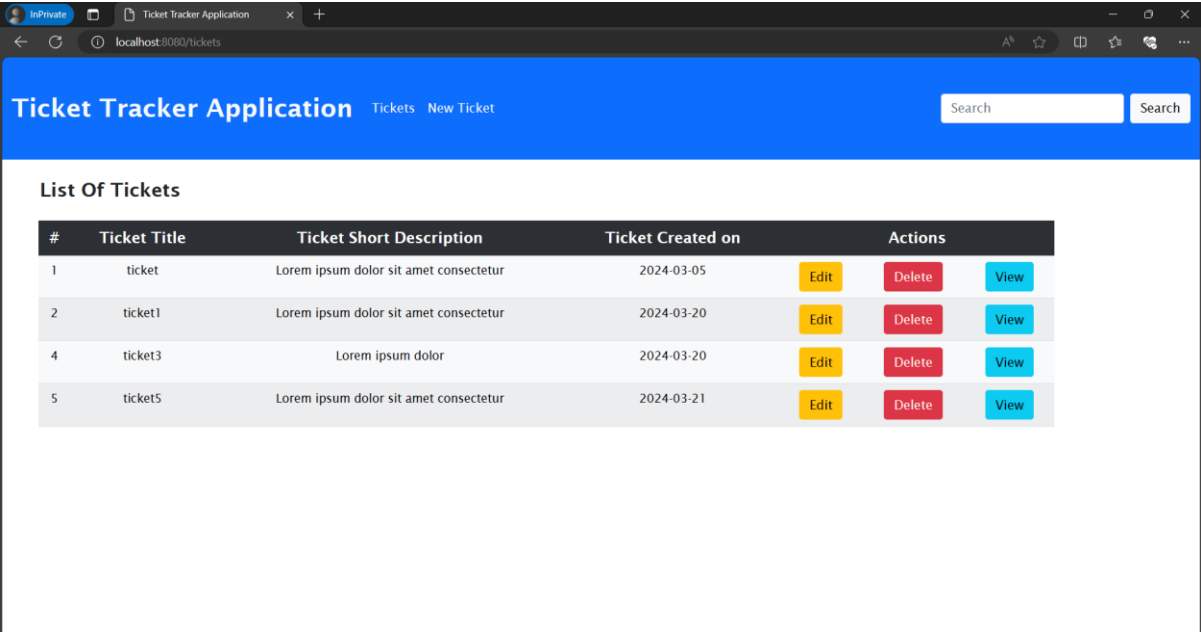 InPrivate Ticket Tracker Application
localhost:8080/tickets
Ticket Tracker Application Tickets New Ticket Search Search
List Of Tickets
# Ticket Title Ticket Short Description Ticket Created on Actions
1 ticket Lorem ipsum dolor sit amet consectetur 2024-03-05 Edit Delete View
2 ticket1 Lorem ipsum dolor sit amet consectetur 2024-03-20 Edit Delete View
4 ticket3 Lorem ipsum dolor 2024-03-20 Edit Delete View
5 ticket5 Lorem ipsum dolor sit amet consectetur 2024-03-21 Edit Delete View